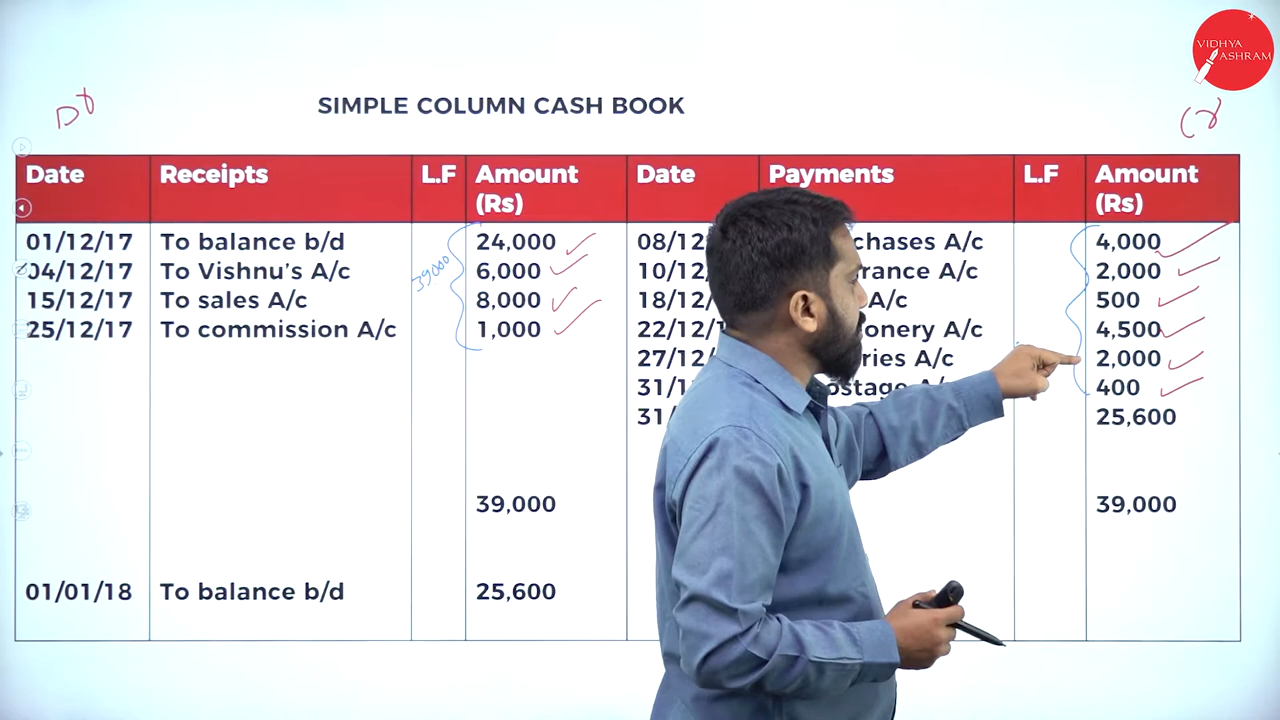 VIDHYA
ASHRAM
Dr
SIMPLE COLUMN CASH BOOK
Cr
Date Receipts L.F Amount (Rs) Date Payments L.F Amount (Rs)
01/12/17 To balance b/d 24,000 08/12 chases A/c 4,000
04/12/17 To Vishnu's A/c 6,000 10/12 rance A/c 2,000
39000
15/12/17 To sales A/c 8,000 18/12 A/c 500
25/12/17 To commission A/c 1,000 22/12/1 onery A/c 4,500
27/12/ ries A/c 2,000
31/1 ostage A/ 400
31/ 25,600
39,000 39,000
01/01/18 To balance b/d 25,600